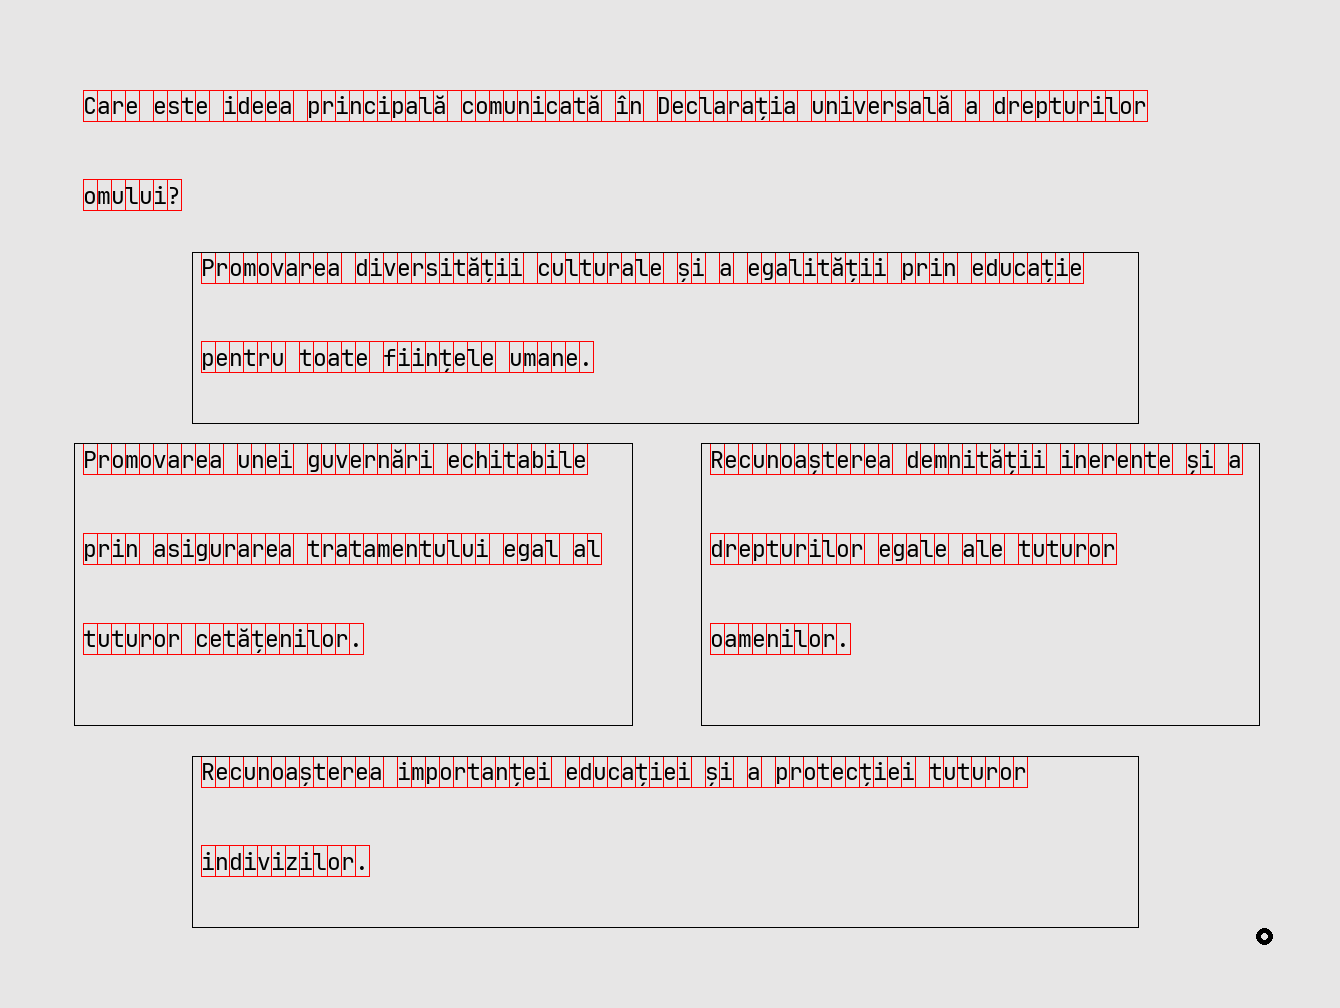 Care este ideea principală comunicată în Declarația universală a drepturilor
omului?
Promovarea diversității culturale și a egalității prin educație
pentru toate ființele umane.
Promovarea unei guvernări echitabile
prin asigurarea tratamentului egal al
tuturor cetățenilor.
Recunoașterea demnității inerente și a
drepturilor egale ale tuturor
oamenilor.
Recunoașterea importanței educației și a protecției tuturor
indivizilor.